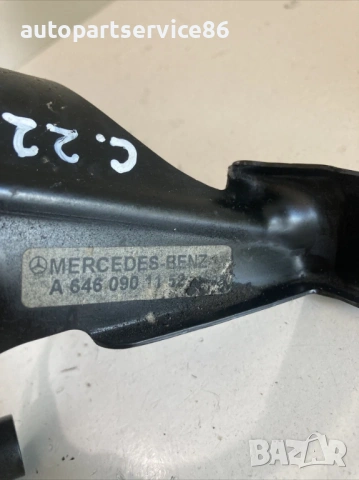 autopartservice86
C. 22
MERCEDES-BENZ
A 646 090 11
BAZAR